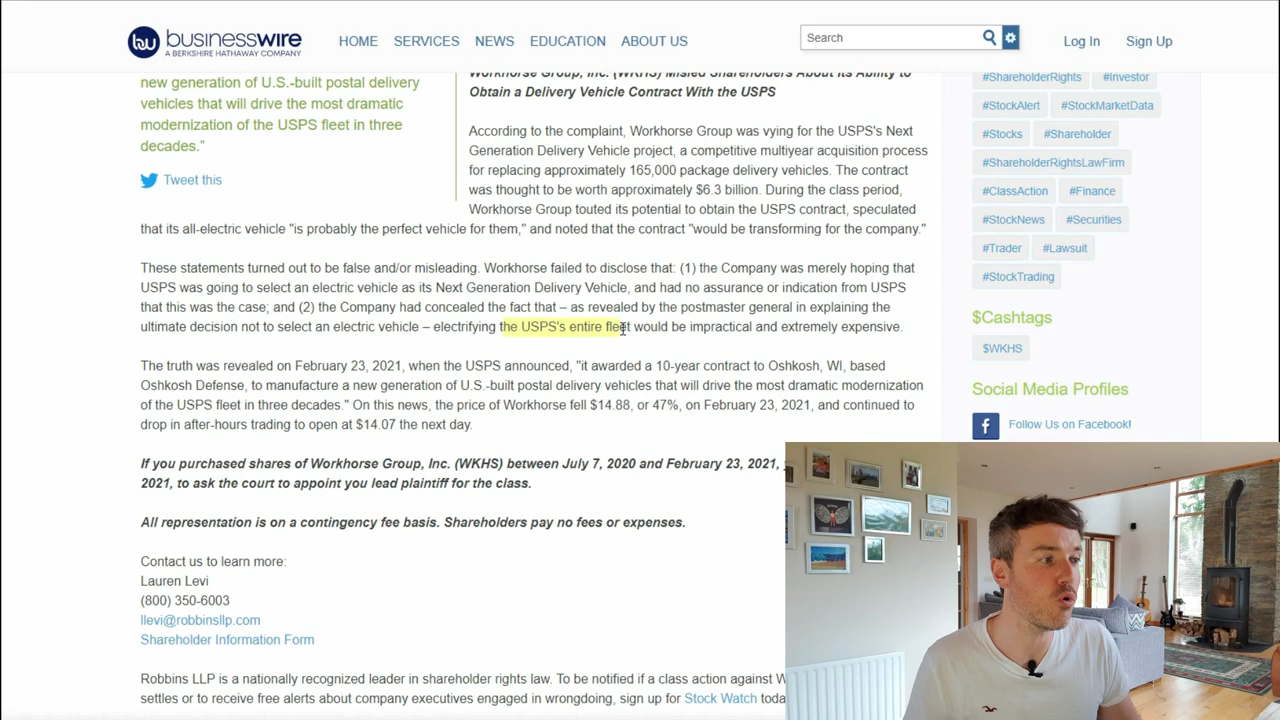 businesswire
A BERKSHIRE HATHAWAY COMPANY
HOME SERVICES NEWS EDUCATION ABOUT US
Search
Log In Sign Up
new generation of U.S.-built postal delivery
vehicles that will drive the most dramatic
modernization of the USPS fleet in three
decades.”
Tweet this
Workhorse Group, Inc. (WKHS) Misled Shareholders About its Ability to
Obtain a Delivery Vehicle Contract With the USPS
According to the complaint, Workhorse Group was vying for the USPS's Next
Generation Delivery Vehicle project, a competitive multiyear acquisition process
for replacing approximately 165,000 package delivery vehicles. The contract
was thought to be worth approximately $6.3 billion. During the class period,
Workhorse Group touted its potential to obtain the USPS contract, speculated
that its all-electric vehicle "is probably the perfect vehicle for them," and noted that the contract "would be transforming for the company."
These statements turned out to be false and/or misleading. Workhorse failed to disclose that: (1) the Company was merely hoping that
USPS was going to select an electric vehicle as its Next Generation Delivery Vehicle, and had no assurance or indication from USPS
that this was the case; and (2) the Company had concealed the fact that – as revealed by the postmaster general in explaining the
ultimate decision not to select an electric vehicle – electrifying the USPS's entire fleet would be impractical and extremely expensive.
The truth was revealed on February 23, 2021, when the USPS announced, "it awarded a 10-year contract to Oshkosh, WI, based
Oshkosh Defense, to manufacture a new generation of U.S.-built postal delivery vehicles that will drive the most dramatic modernization
of the USPS fleet in three decades." On this news, the price of Workhorse fell $14.88, or 47%, on February 23, 2021, and continued to
drop in after-hours trading to open at $14.07 the next day.
If you purchased shares of Workhorse Group, Inc. (WKHS) between July 7, 2020 and February 23, 2021,
2021, to ask the court to appoint you lead plaintiff for the class.
All representation is on a contingency fee basis. Shareholders pay no fees or expenses.
Contact us to learn more:
Lauren Levi
(800) 350-6003
llevi@robbinsllp.com
Shareholder Information Form
Robbins LLP is a nationally recognized leader in shareholder rights law. To be notified if a class action against W
settles or to receive free alerts about company executives engaged in wrongdoing, sign up for Stock Watch toda
#ShareholderRights #Investor
#StockAlert #StockMarketData
#Stocks #Shareholder
#ShareholderRightsLawFirm
#ClassAction #Finance
#StockNews #Securities
#Trader #Lawsuit
#StockTrading
$Cashtags
$WKHS
Social Media Profiles
Follow Us on Facebook!